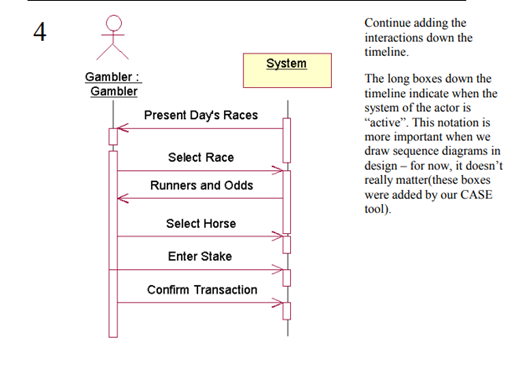 4
Gambler :
Gambler
System
Present Day's Races
Select Race
Runners and Odds
Select Horse
Enter Stake
Confirm Transaction
Continue adding the
interactions down the
timeline.
The long boxes down the
timeline indicate when the
system of the actor is
“active”. This notation is
more important when we
draw sequence diagrams in
design – for now, it doesn’t
really matter(these boxes
were added by our CASE
tool).